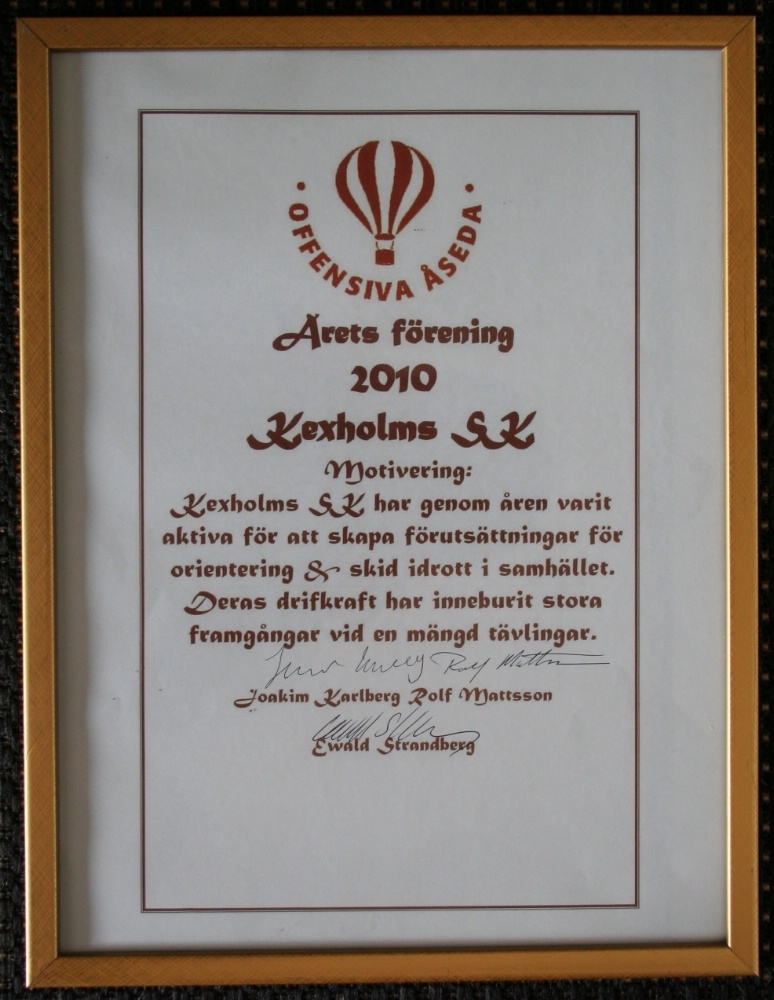 • OFFENSIVA ÅSEDA •
Årets förening
2010
Kexholms SK
Motivering:
Kexholms SK har genom åren varit
aktiva för att skapa förutsättningar för
orientering & skid idrott i samhället.
Deras drifkraft har inneburit stora
framgångar vid en mängd tävlingar.
Rolf Mattsson
Joakim Karlberg Rolf Mattsson
Ewald Strandberg